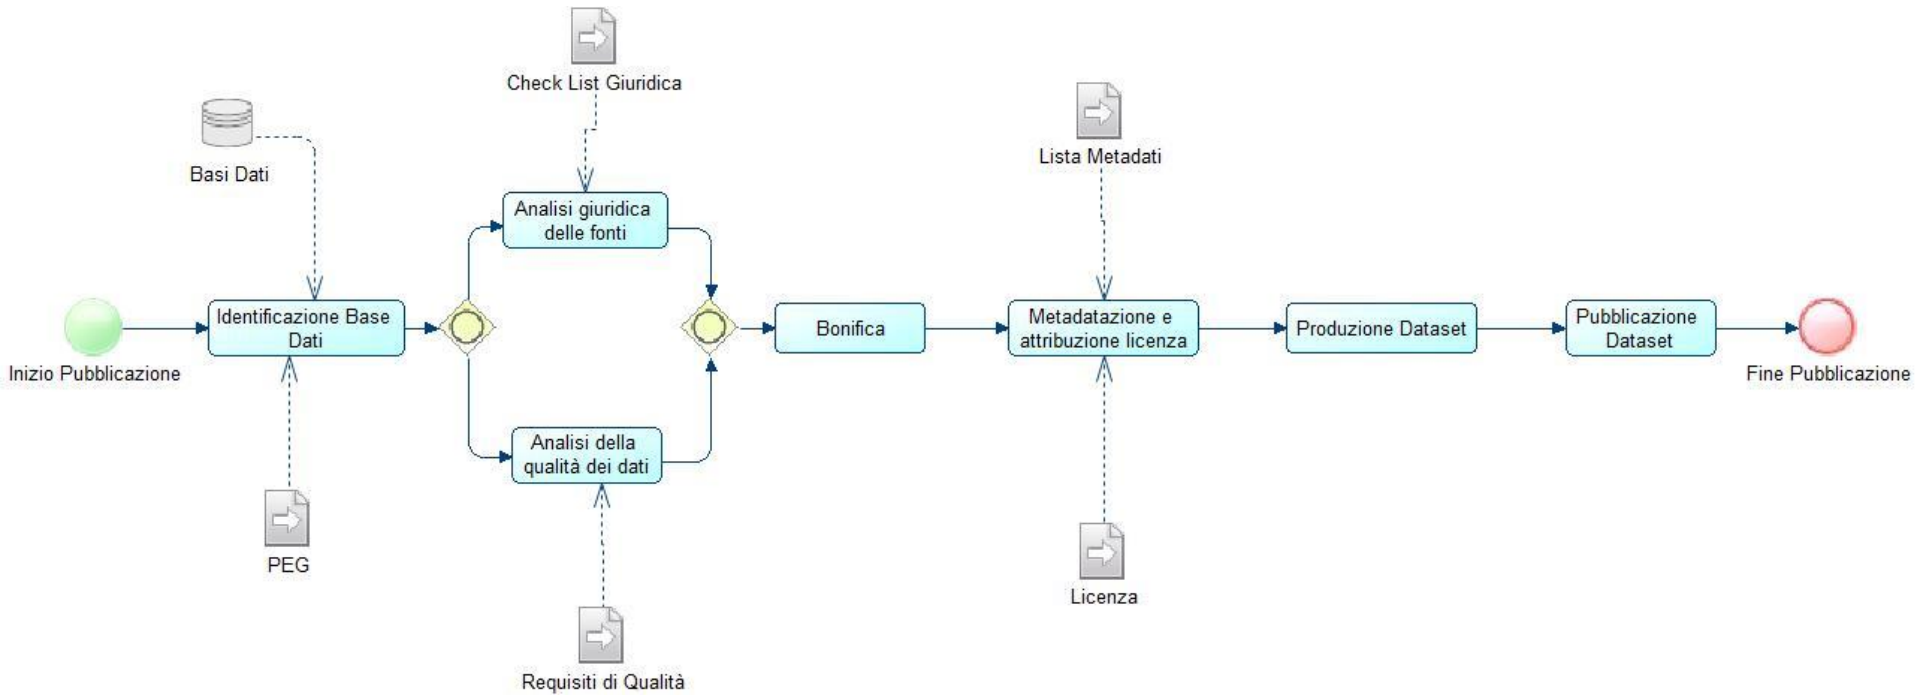 Check List Giuridica
Basi Dati
Lista Metadati
Analisi giuridica
delle fonti
Inizio Pubblicazione
Identificazione Base
Dati
Bonifica
Metadatazione e
attribuzione licenza
Produzione Dataset
Pubblicazione
Dataset
Fine Pubblicazione
Analisi della
qualità dei dati
PEG
Licenza
Requisiti di Qualità